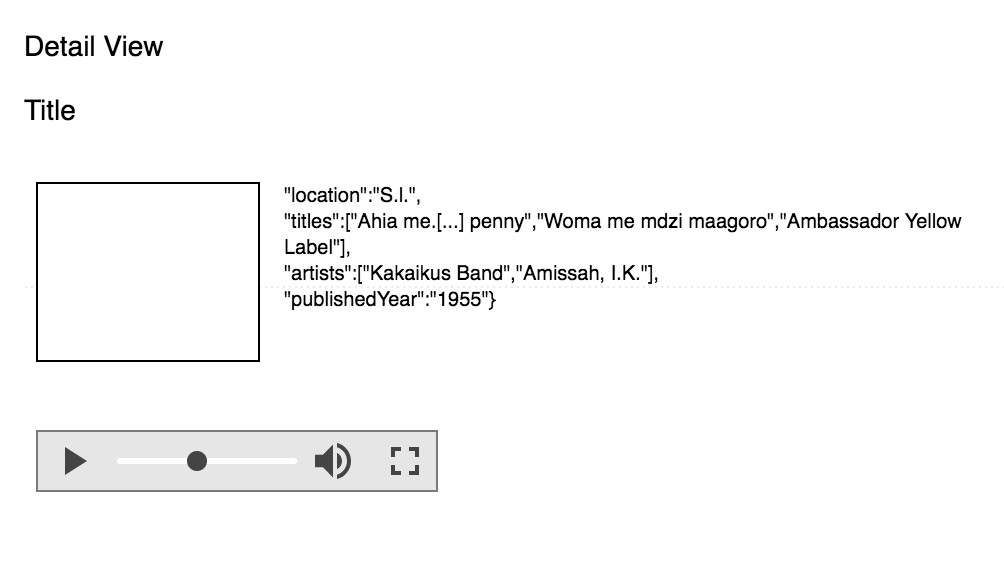 Detail View
Title
"location":"S.l.",
"titles":["Ahia me.[...] penny","Woma me mdzi maagoro","Ambassador Yellow
Label"],
"artists":["Kakaikus Band","Amissah, I.K."],
"publishedYear":"1955"}